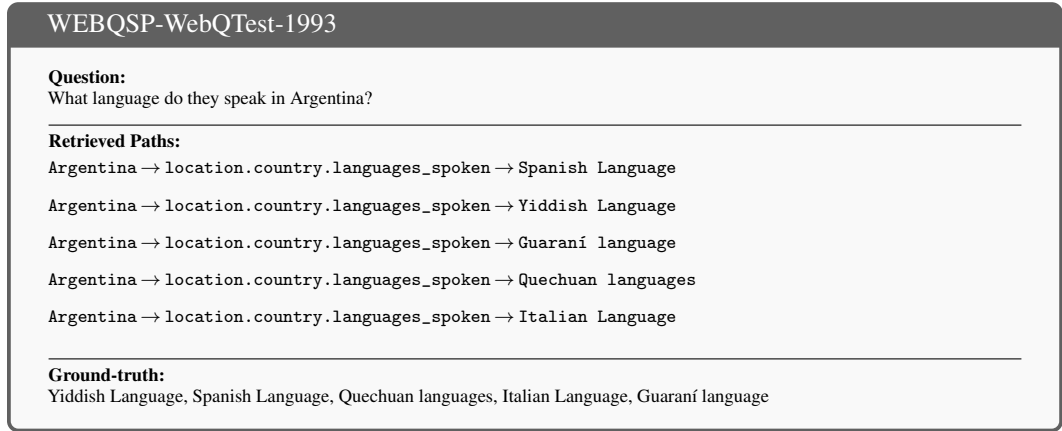 WEBQSP-WebQTest-1993
Question:
What language do they speak in Argentina?
Retrieved Paths:
Argentina → location.country.languages_spoken → Spanish Language
Argentina → location.country.languages_spoken → Yiddish Language
Argentina → location.country.languages_spoken → Guaraní language
Argentina → location.country.languages_spoken → Quechuan languages
Argentina → location.country.languages_spoken → Italian Language
Ground-truth:
Yiddish Language, Spanish Language, Quechuan languages, Italian Language, Guaraní language